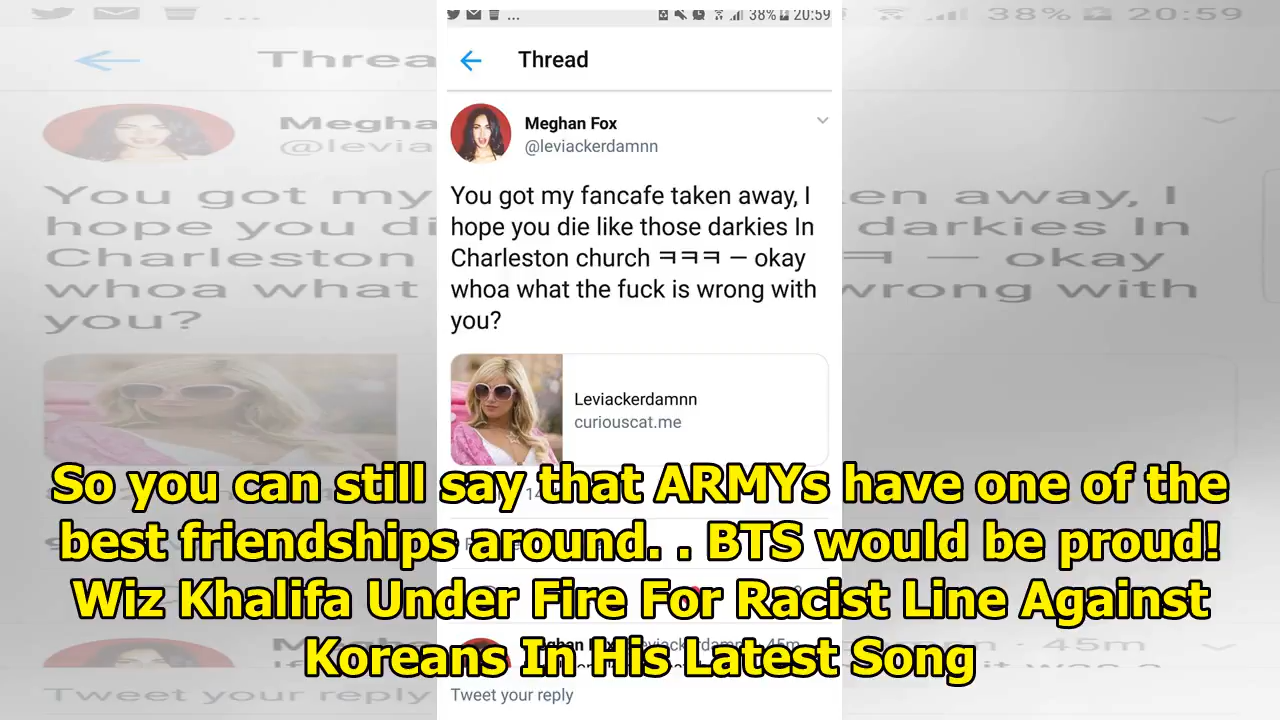 ... 38% 20:59
Thread
Meghan Fox
@leviackerdamnn
You got my fancafe taken away, I
hope you die like those darkies In
Charleston church ㅋㅋㅋ — okay
whoa what the fuck is wrong with
you?
Leviackerdamnn
curiouscat.me
So you can still say that ARMYs have one of the
best friendships around. . BTS would be proud!
Wiz Khalifa Under Fire For Racist Line Against
Koreans In His Latest Song
Tweet your reply